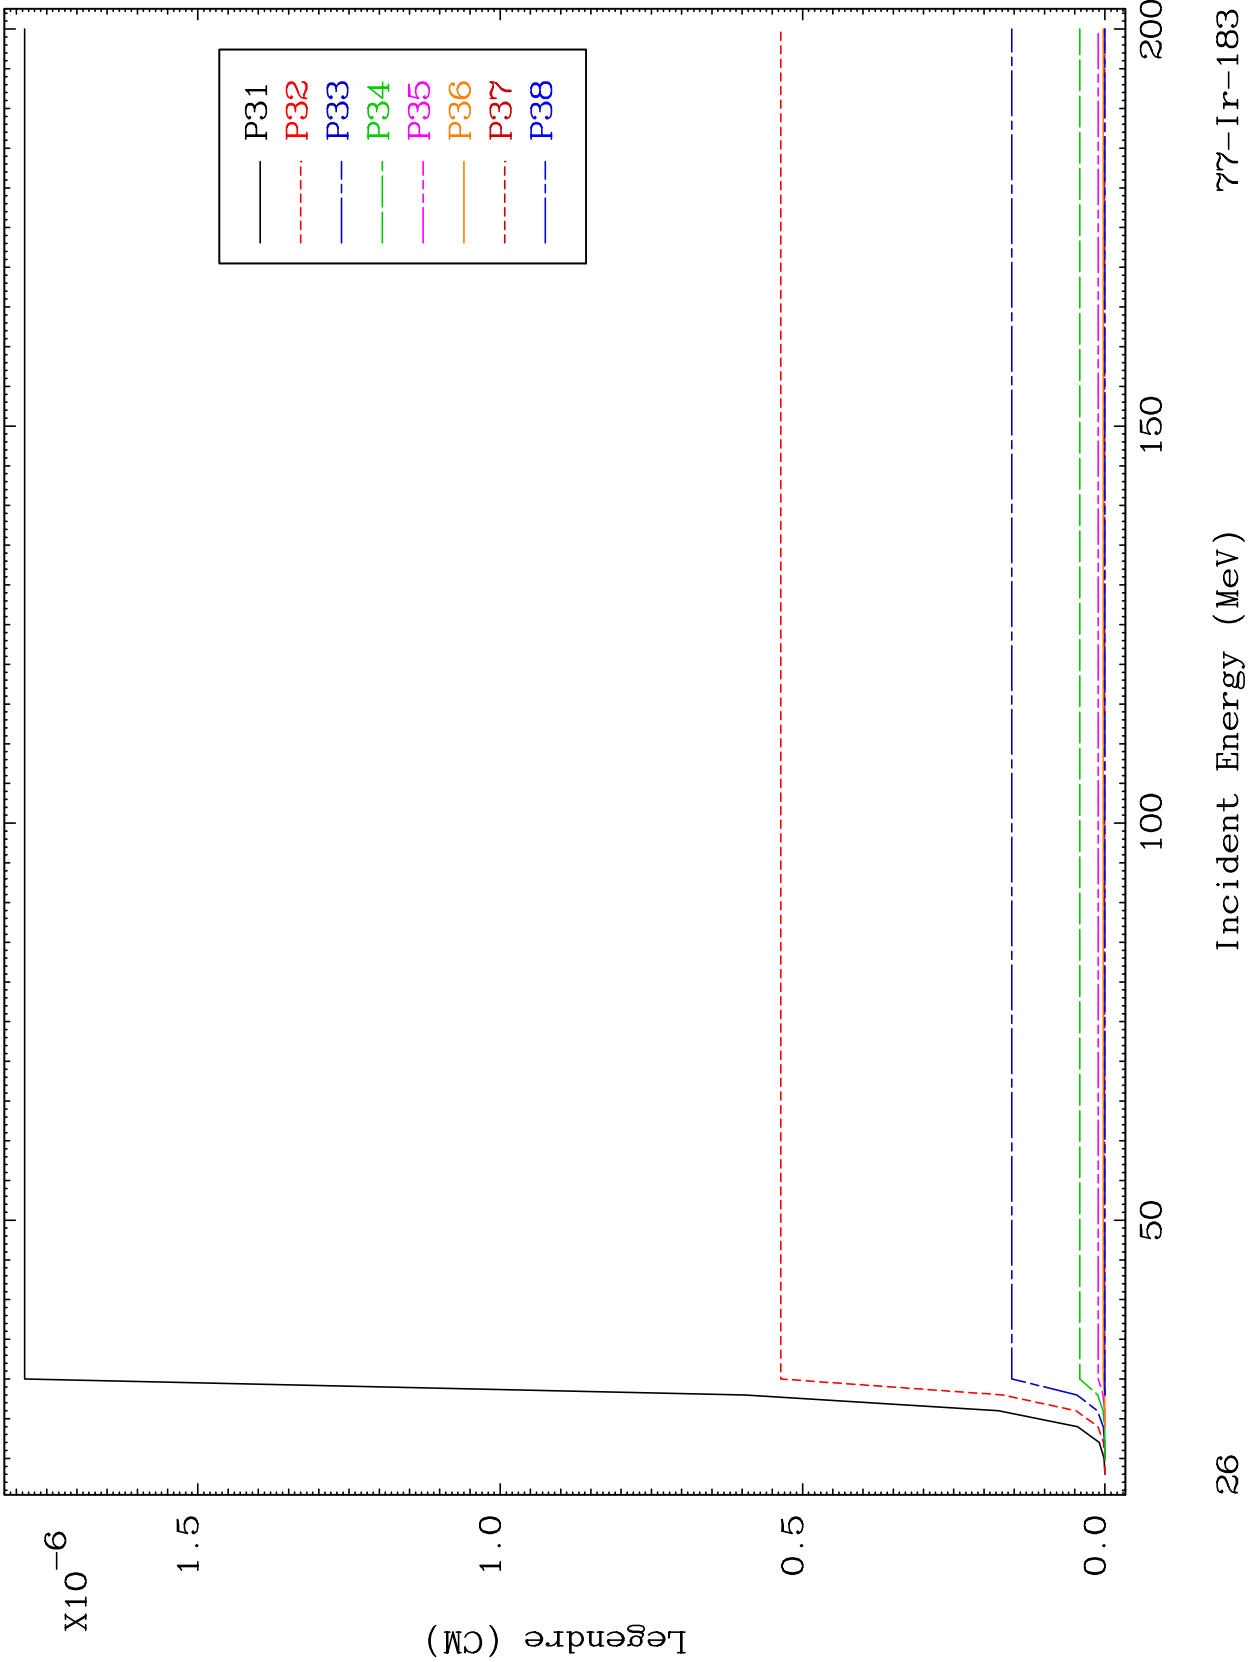 X10-6
1.5
1.0
0.5
0.0
Legendre (CM)
P31
P32
P33
P34
P35
P36
P37
P38
50
100
150
200
Incident Energy (MeV)
26
77-Ir-183